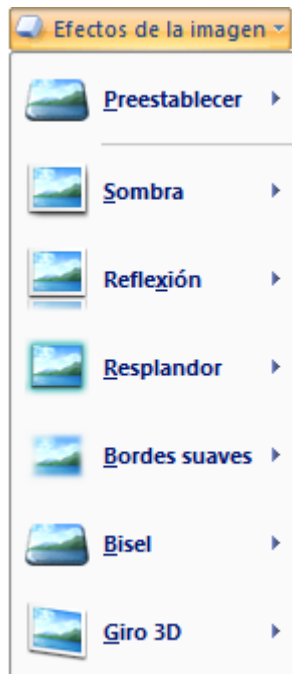 Efectos de la imagen
Preestablecer
Sombra
Reflexión
Resplandor
Bordes suaves
Bisel
Giro 3D